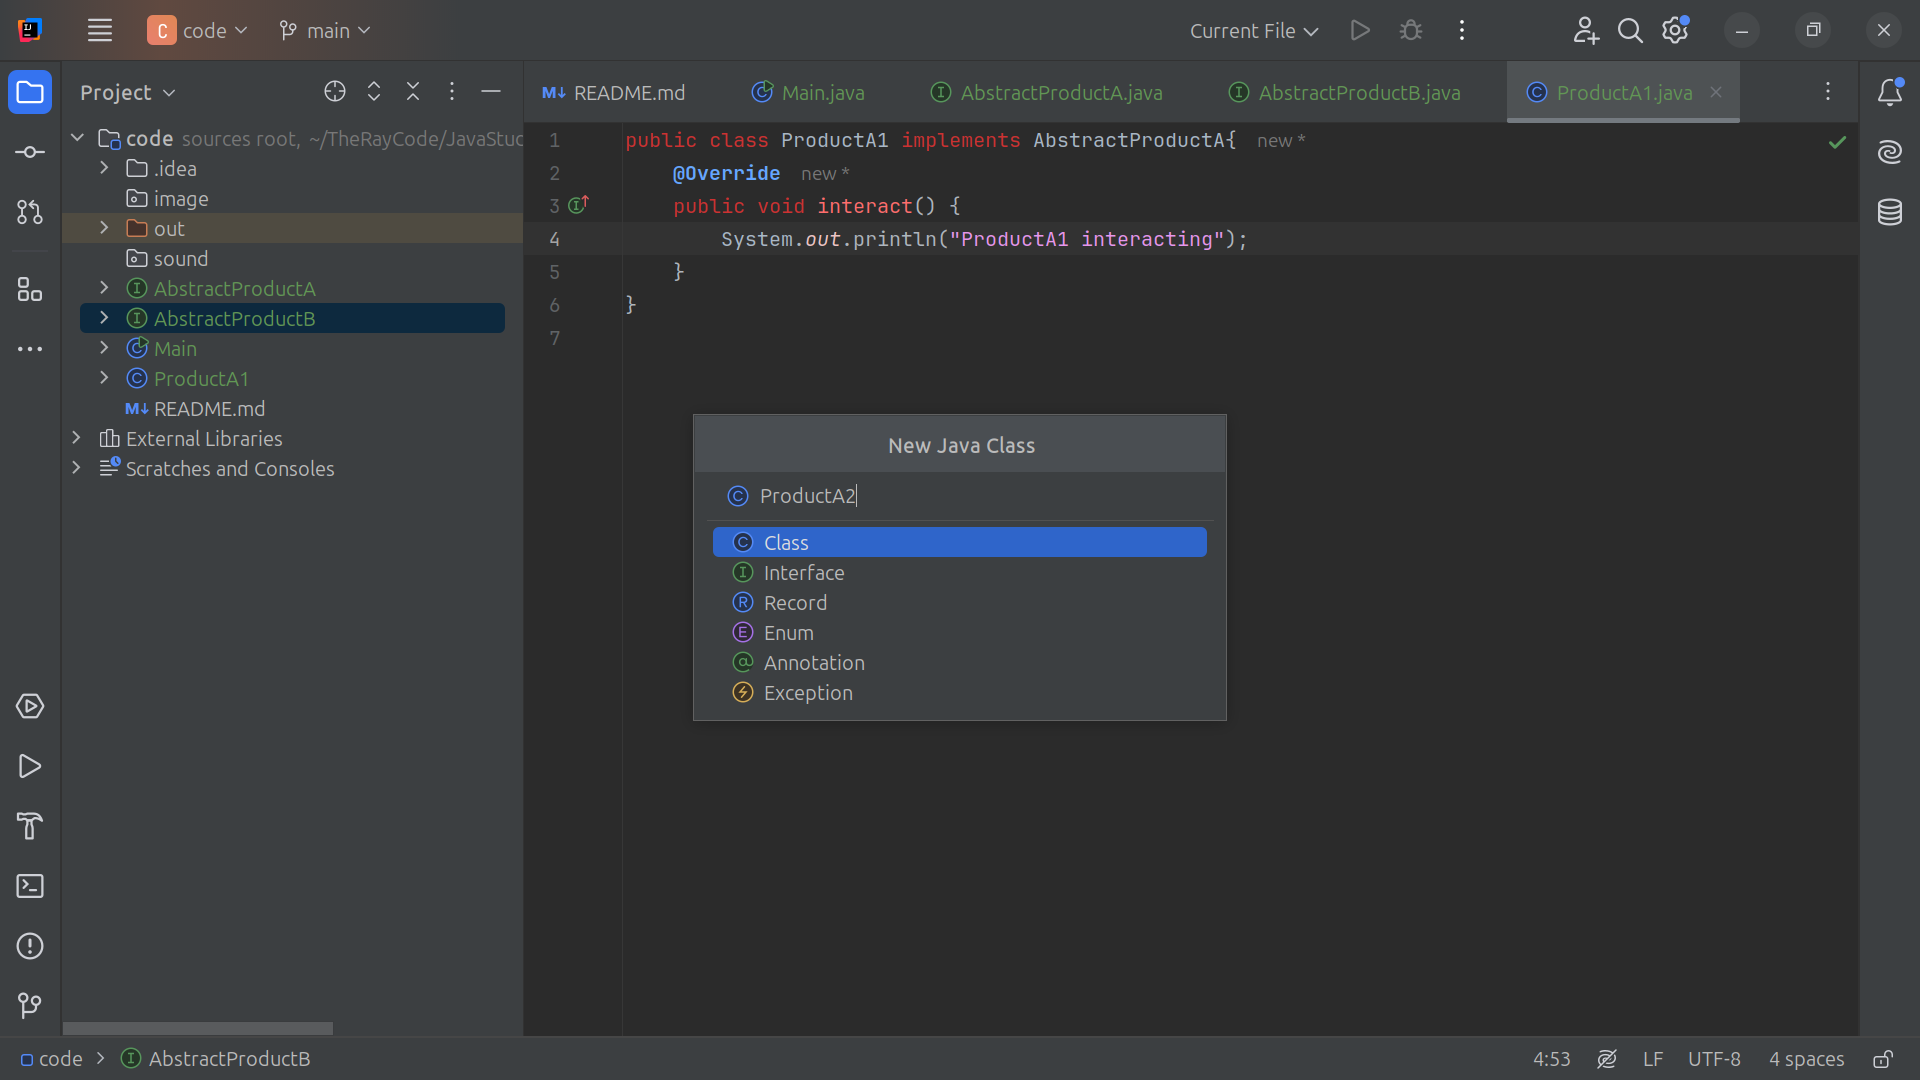 code
main
Current File
Project
code sources root, ~/TheRayCode/JavaStud
.idea
image
out
sound
AbstractProductA
AbstractProductB
Main
ProductA1
README.md
External Libraries
Scratches and Consoles
README.md
Main.java
AbstractProductA.java
AbstractProductB.java
ProductA1.java
1 public class ProductA1 implements AbstractProductA{ new *
2 @Override new *
3 public void interact() {
4 System.out.println("ProductA1 interacting");
5 }
6 }
7
New Java Class
ProductA2
Class
Interface
Record
Enum
Annotation
Exception
code > AbstractProductB
4:53 LF UTF-8 4 spaces